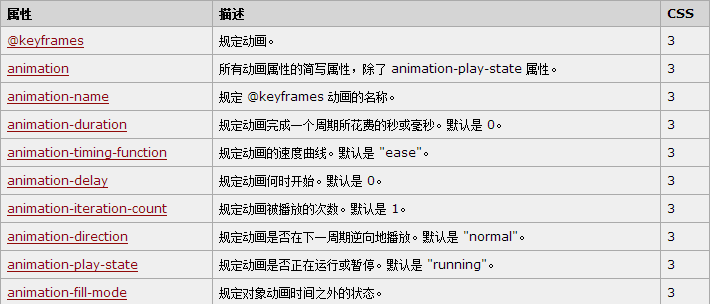 属性 描述 CSS
@keyframes 规定动画。 3
animation 所有动画属性的简写属性，除了 animation-play-state 属性。 3
animation-name 规定 @keyframes 动画的名称。 3
animation-duration 规定动画完成一个周期所花费的秒或毫秒。默认是 0。 3
animation-timing-function 规定动画的速度曲线。默认是 "ease"。 3
animation-delay 规定动画何时开始。默认是 0。 3
animation-iteration-count 规定动画被播放的次数。默认是 1。 3
animation-direction 规定动画是否在下一周期逆向地播放。默认是 "normal"。 3
animation-play-state 规定动画是否正在运行或暂停。默认是 "running"。 3
animation-fill-mode 规定对象动画时间之外的状态。 3